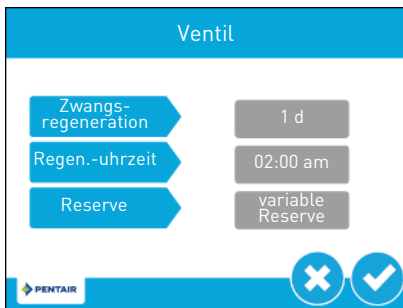 Ventil
Zwangs-
regeneration
1 d
Regen.-uhrzeit
02:00 am
Reserve
variable
Reserve
PENTAIR